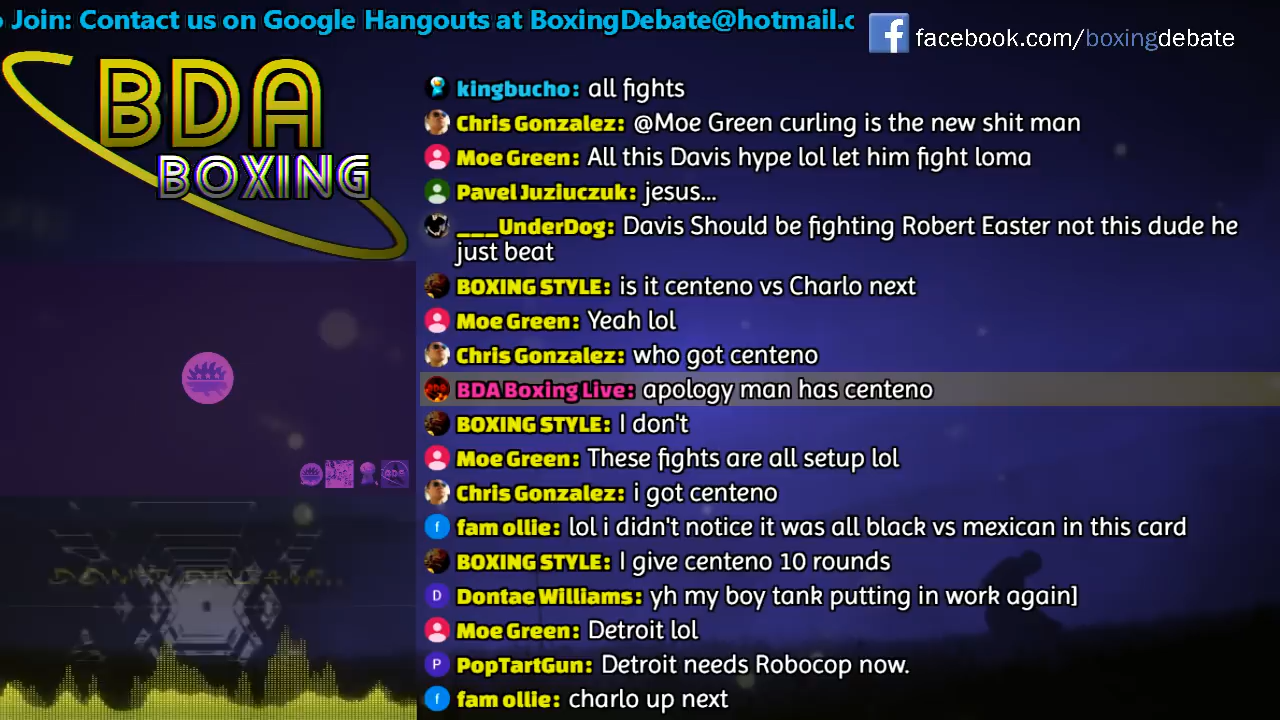 Join: Contact us on Google Hangouts at BoxingDebate@hotmail.c
facebook.com/boxingdebate
BDA
BOXING
kingbucho: all fights
Chris Gonzalez: @Moe Green curling is the new shit man
Moe Green: All this Davis hype lol let him fight loma
Pavel Juziuczuk: jesus...
___UnderDog: Davis Should be fighting Robert Easter not this dude he
just beat
BOXING STYLE: is it centeno vs Charlo next
Moe Green: Yeah lol
Chris Gonzalez: who got centeno
BDA Boxing Live: apology man has centeno
BOXING STYLE: I don't
Moe Green: These fights are all setup lol
Chris Gonzalez: i got centeno
fam ollie: lol i didn't notice it was all black vs mexican in this card
BOXING STYLE: I give centeno 10 rounds
Dontae Williams: yh my boy tank putting in work again]
Moe Green: Detroit lol
PopTartGun: Detroit needs Robocop now.
fam ollie: charlo up next